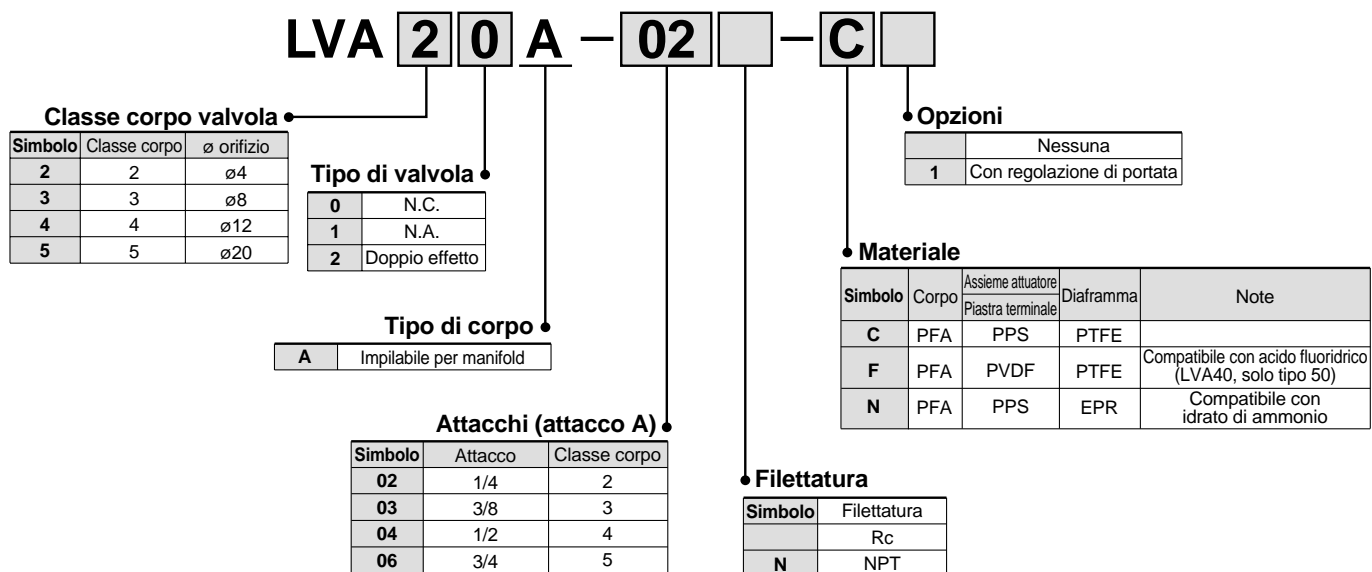 LVA 2 0 A – 02 – C
Classe corpo valvola
Simbolo Classe corpo ø orifizio
2 2 ø4
3 3 ø8
4 4 ø12
5 5 ø20
Tipo di valvola
0 N.C.
1 N.A.
2 Doppio effetto
Tipo di corpo
A Impilabile per manifold
Attacchi (attacco A)
Simbolo Attacco Classe corpo
02 1/4 2
03 3/8 3
04 1/2 4
06 3/4 5
Filettatura
Simbolo Filettatura
Rc
N NPT
Opzioni
Nessuna
1 Con regolazione di portata
Materiale
Simbolo Corpo Assieme attuatore Diaframma Note
Piastra terminale
C PFA PPS PTFE
F PFA PVDF PTFE Compatibile con acido fluoridrico
(LVA40, solo tipo 50)
N PFA PPS EPR Compatibile con
idrato di ammonio